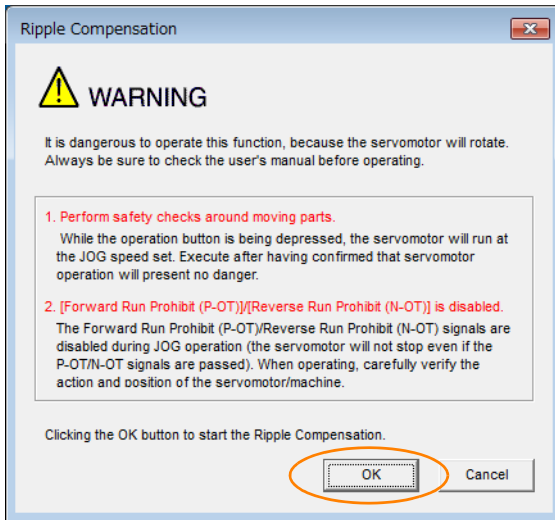 Ripple Compensation
WARNING
It is dangerous to operate this function, because the servomotor will rotate.
Always be sure to check the user's manual before operating.
1. Perform safety checks around moving parts.
While the operation button is being depressed, the servomotor will run at
the JOG speed set. Execute after having confirmed that servomotor
operation will present no danger.
2. [Forward Run Prohibit (P-OT)]/[Reverse Run Prohibit (N-OT)] is disabled.
The Forward Run Prohibit (P-OT)/Reverse Run Prohibit (N-OT) signals are
disabled during JOG operation (the servomotor will not stop even if the
P-OT/N-OT signals are passed). When operating, carefully verify the
action and position of the servomotor/machine.
Clicking the OK button to start the Ripple Compensation.
OK
Cancel